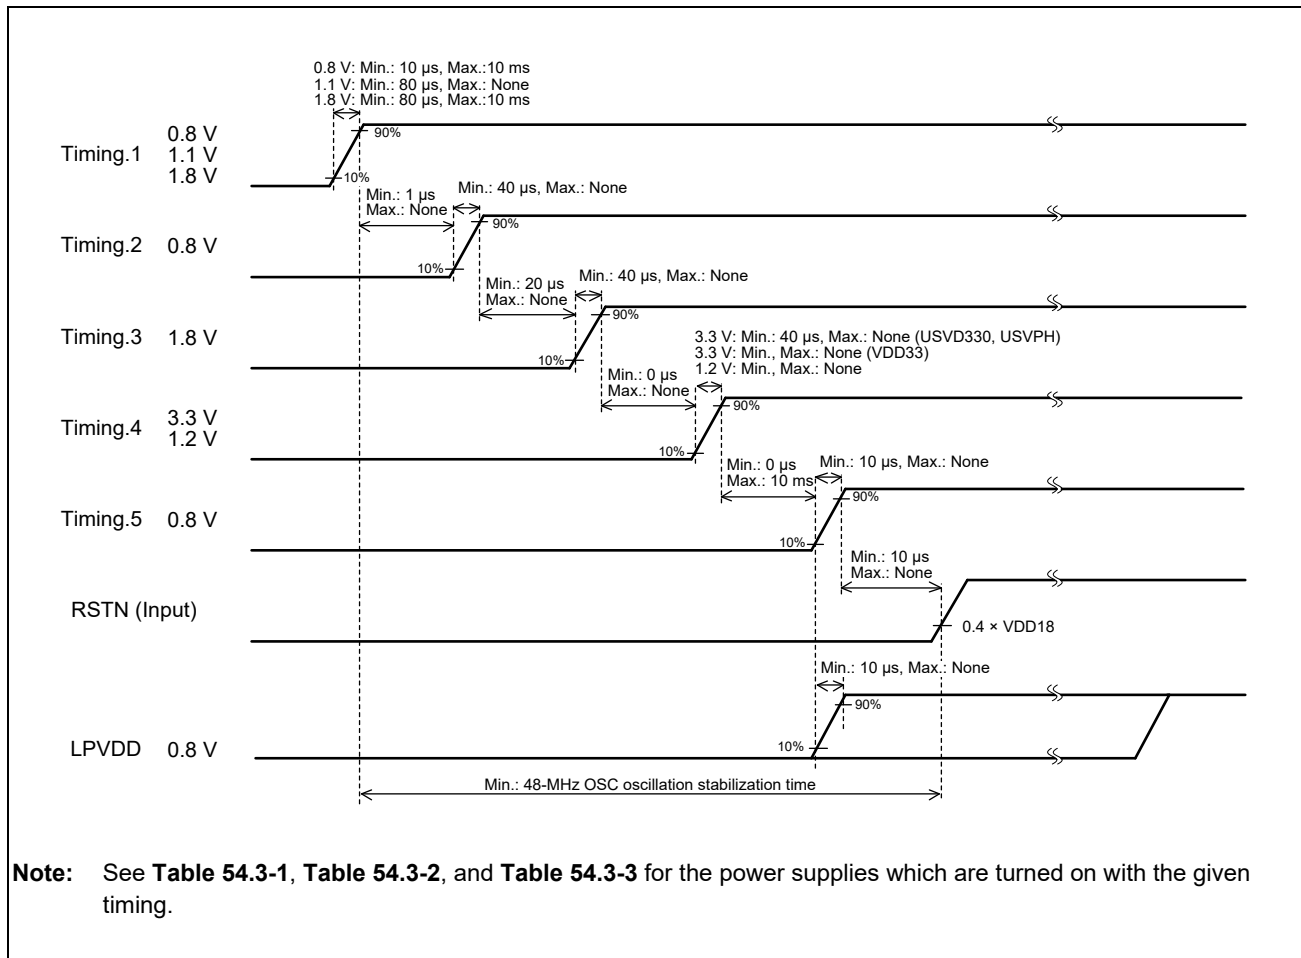 0.8 V: Min.: 10 µs, Max.:10 ms
1.1 V: Min.: 80 µs, Max.: None
1.8 V: Min.: 80 µs, Max.:10 ms
90%
Timing.1
0.8 V
1.1 V
1.8 V
10%
Min.: 1 µs
Max.: None
Min.: 40 µs, Max.: None
90%
Timing.2 0.8 V
10%
Min.: 20 µs
Max.: None
Min.: 40 µs, Max.: None
90%
Timing.3 1.8 V
10%
3.3 V: Min.: 40 µs, Max.: None (USVD330, USVPH)
3.3 V: Min., Max.: None (VDD33)
1.2 V: Min., Max.: None
Min.: 0 µs
Max.: None
90%
Timing.4
3.3 V
1.2 V
10%
Min.: 0 µs
Max.: 10 ms
Min.: 10 µs, Max.: None
90%
Timing.5 0.8 V
10%
Min.: 10 µs
Max.: None
RSTN (Input)
0.4 × VDD18
Min.: 10 µs, Max.: None
90%
LPVDD 0.8 V
10%
Min.: 48-MHz OSC oscillation stabilization time
Note: See Table 54.3-1, Table 54.3-2, and Table 54.3-3 for the power supplies which are turned on with the given
timing.